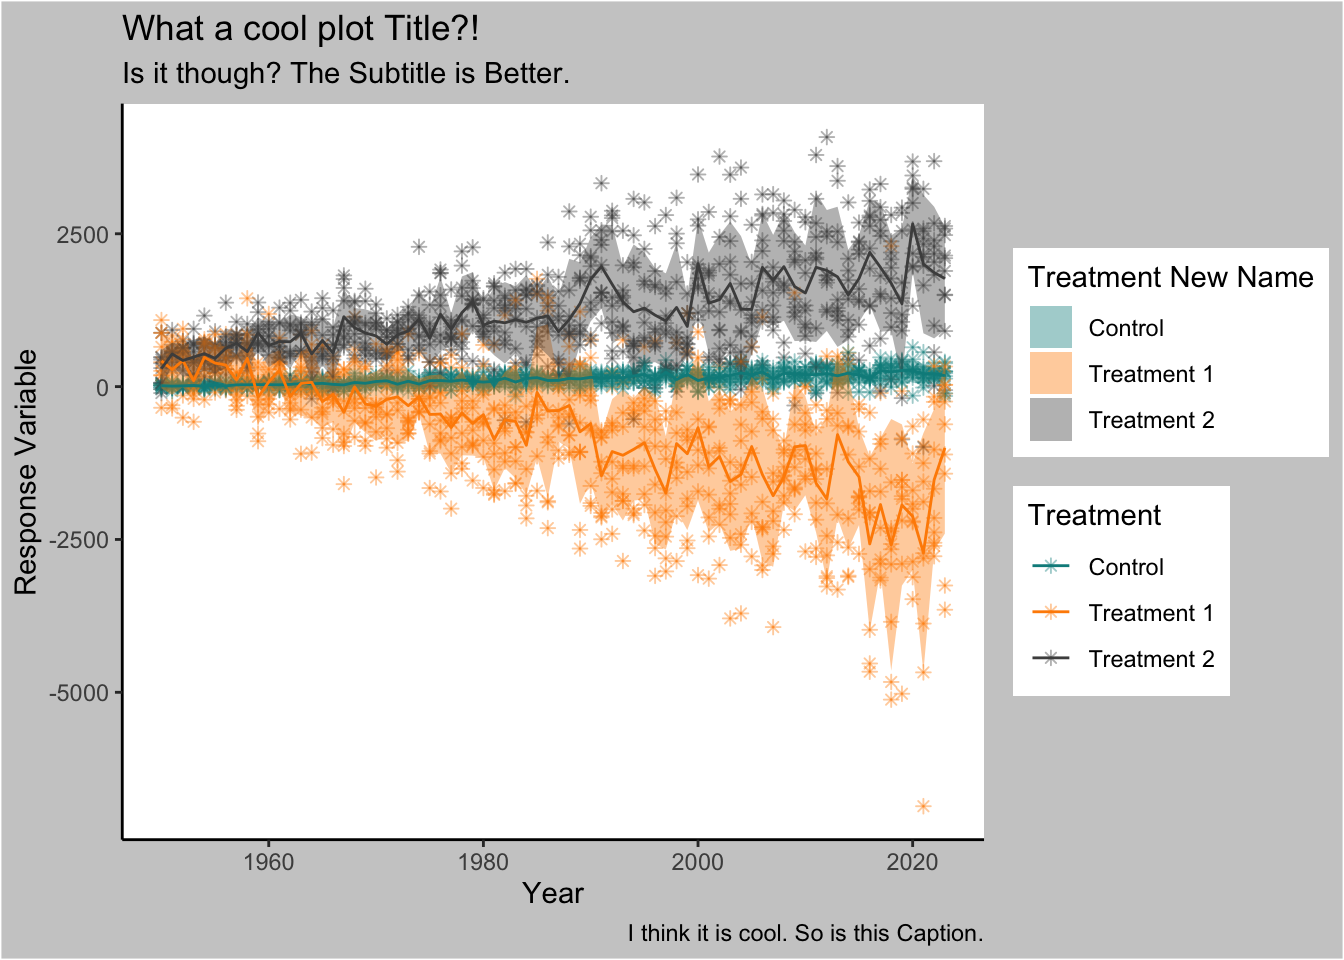 What a cool plot Title?!
Is it though? The Subtitle is Better.
Response Variable
2500
0
-2500
-5000
1960
1980
2000
2020
Year
I think it is cool. So is this Caption.
Treatment New Name
Control
Treatment 1
Treatment 2
Treatment
Control
Treatment 1
Treatment 2